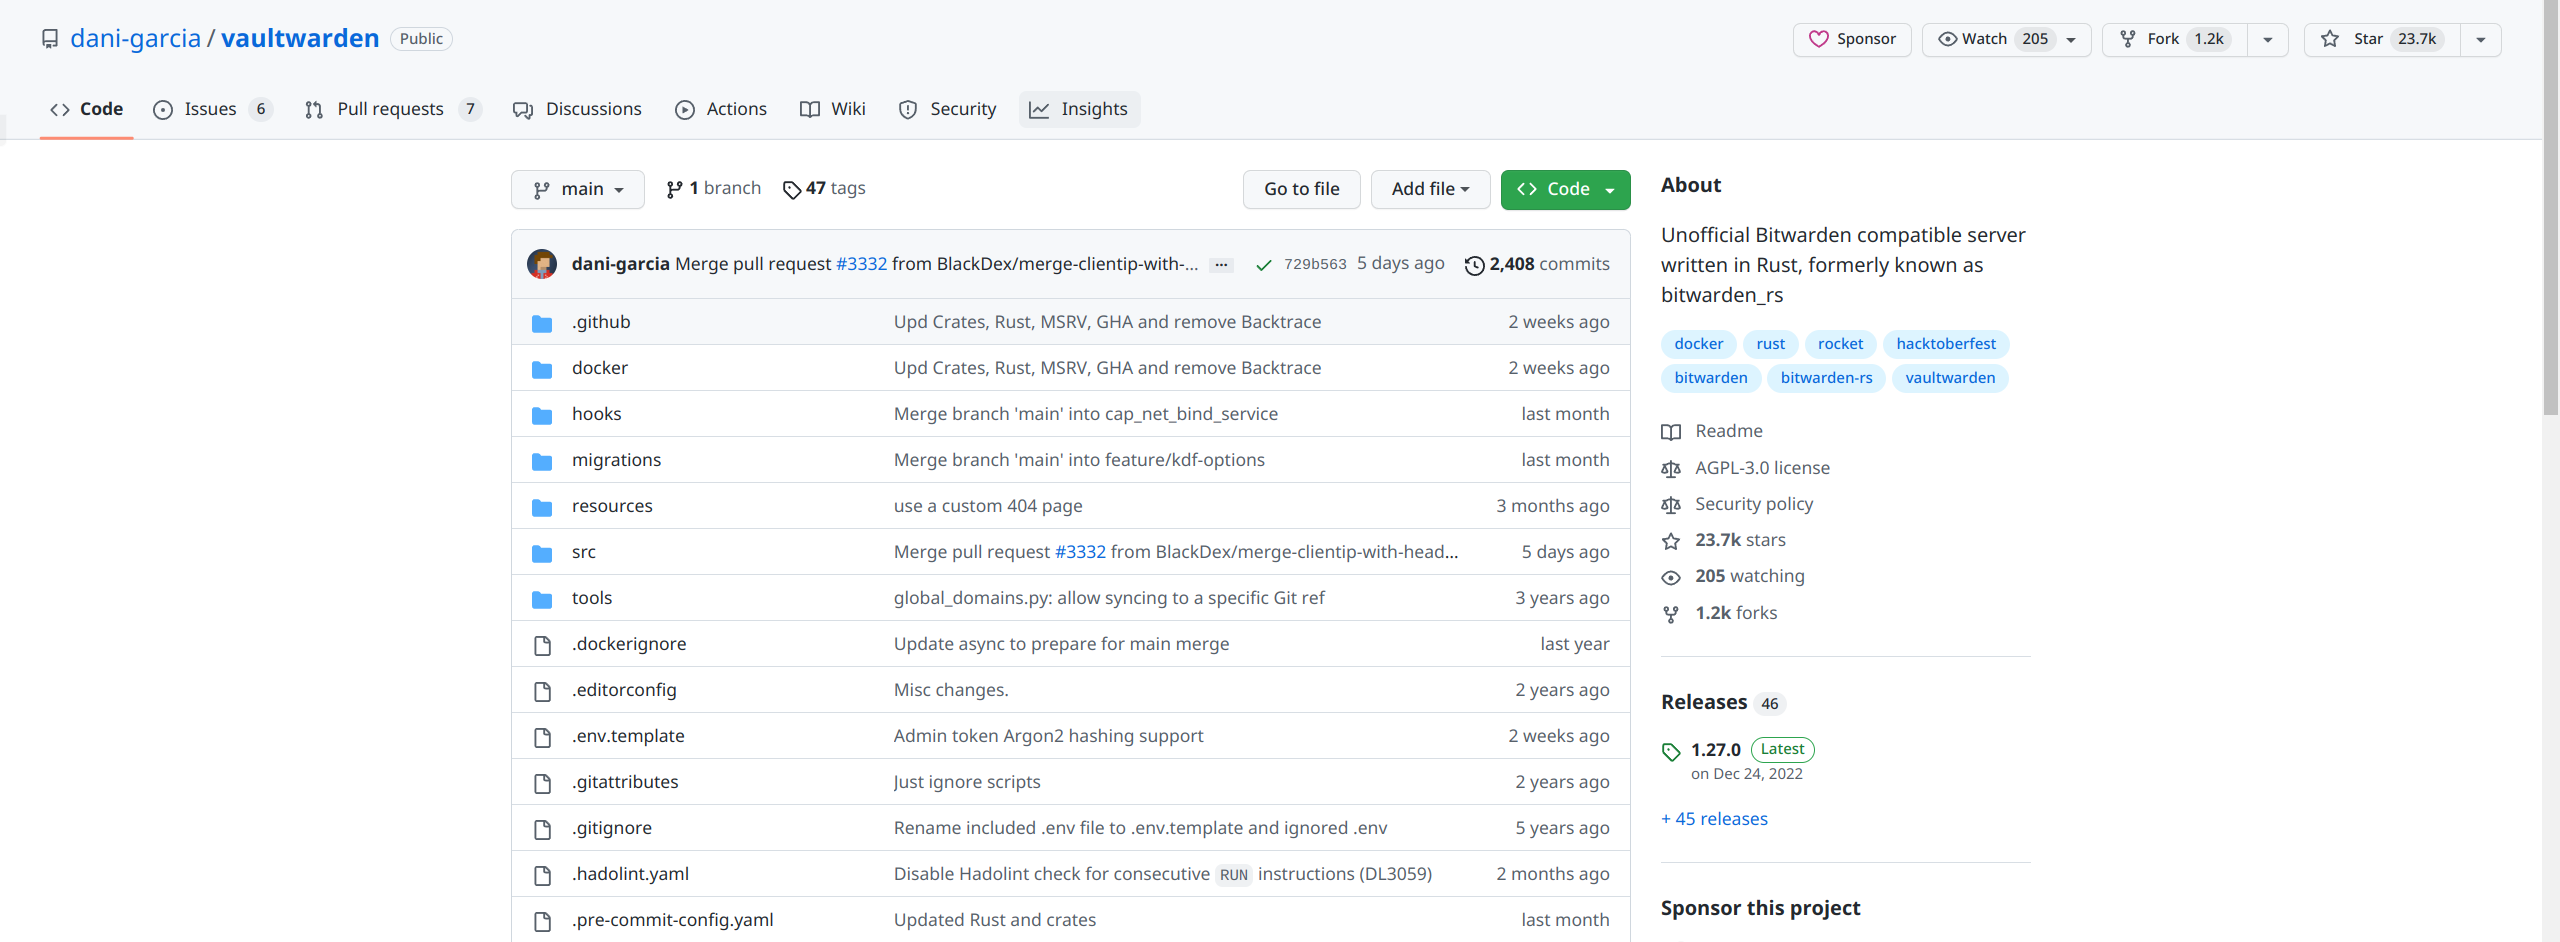 dani-garcia / vaultwarden Public
Sponsor Watch 205 Fork 1.2k Star 23.7k
Code Issues 6 Pull requests 7 Discussions Actions Wiki Security Insights
main 1 branch 47 tags Go to file Add file Code
dani-garcia Merge pull request #3332 from BlackDex/merge-clientip-with-... ... 729b563 5 days ago 2,408 commits
.github Upd Crates, Rust, MSRV, GHA and remove Backtrace 2 weeks ago
docker Upd Crates, Rust, MSRV, GHA and remove Backtrace 2 weeks ago
hooks Merge branch 'main' into cap_net_bind_service last month
migrations Merge branch 'main' into feature/kdf-options last month
resources use a custom 404 page 3 months ago
src Merge pull request #3332 from BlackDex/merge-clientip-with-head... 5 days ago
tools global_domains.py: allow syncing to a specific Git ref 3 years ago
.dockerignore Update async to prepare for main merge last year
.editorconfig Misc changes. 2 years ago
.env.template Admin token Argon2 hashing support 2 weeks ago
.gitattributes Just ignore scripts 2 years ago
.gitignore Rename included .env file to .env.template and ignored .env 5 years ago
.hadolint.yaml Disable Hadolint check for consecutive RUN instructions (DL3059) 2 months ago
.pre-commit-config.yaml Updated Rust and crates last month
About
Unofficial Bitwarden compatible server
written in Rust, formerly known as
bitwarden_rs
docker rust rocket hacktoberfest
bitwarden bitwarden-rs vaultwarden
Readme
AGPL-3.0 license
Security policy
23.7k stars
205 watching
1.2k forks
Releases 46
1.27.0 Latest
on Dec 24, 2022
+ 45 releases
Sponsor this project